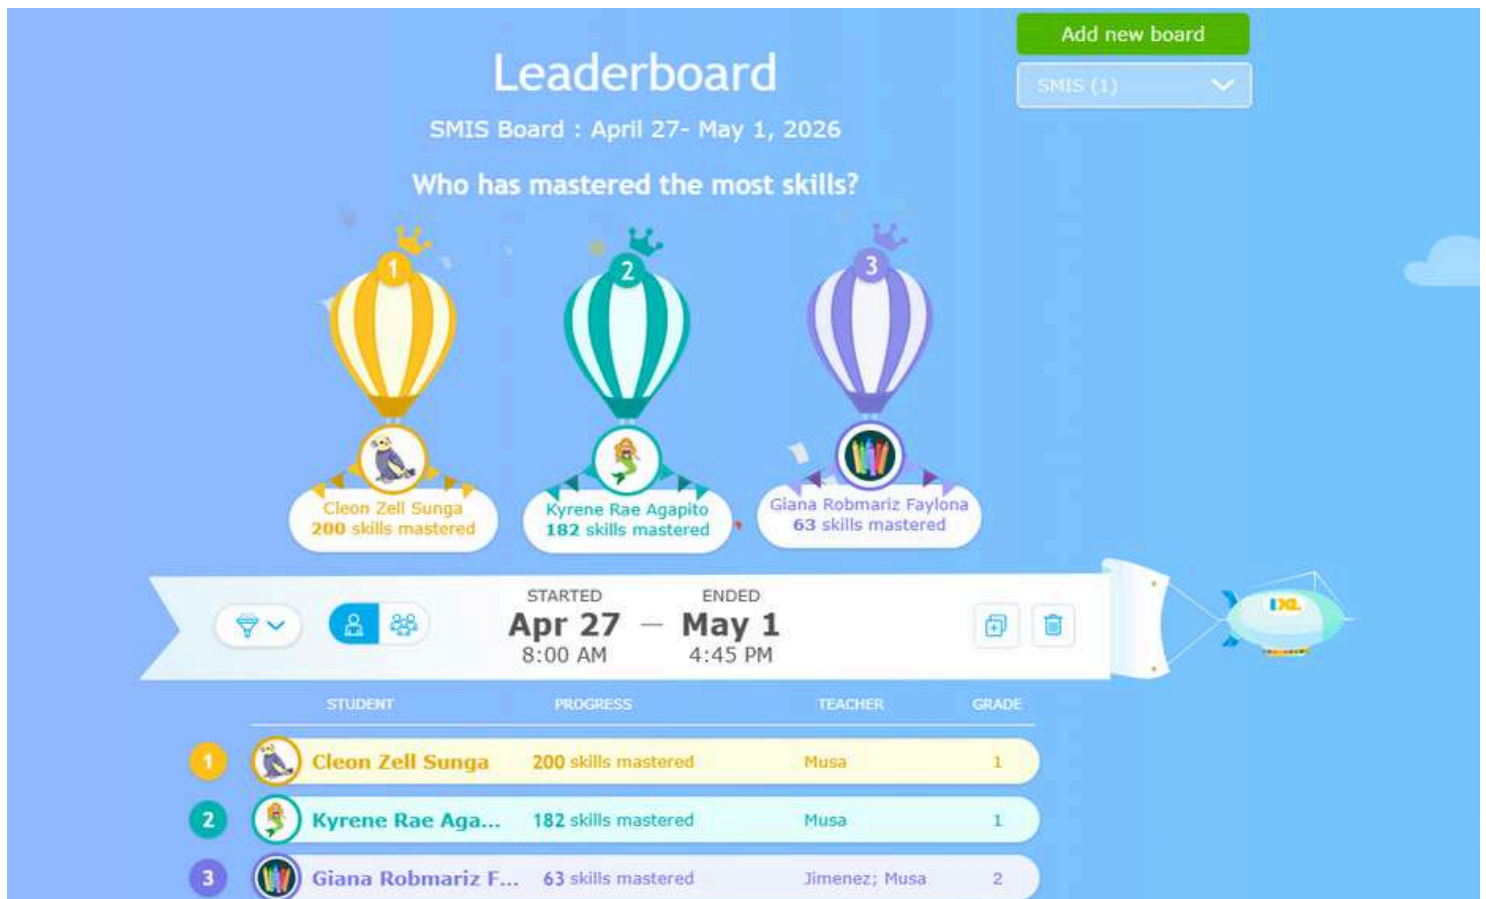 Add new board
Leaderboard
SMIS (1)
SMIS Board : April 27- May 1, 2026
Who has mastered the most skills?
1
2
3
Cleon Zell Sunga
200 skills mastered
Kyrene Rae Agapito
182 skills mastered
Giana Robmariz Faylona
63 skills mastered
STARTED
Apr 27
8:00 AM
—
ENDED
May 1
4:45 PM
IXL
STUDENT PROGRESS TEACHER GRADE
1 Cleon Zell Sunga 200 skills mastered Musa 1
2 Kyrene Rae Aga... 182 skills mastered Musa 1
3 Giana Robmariz F... 63 skills mastered Jimenez; Musa 2